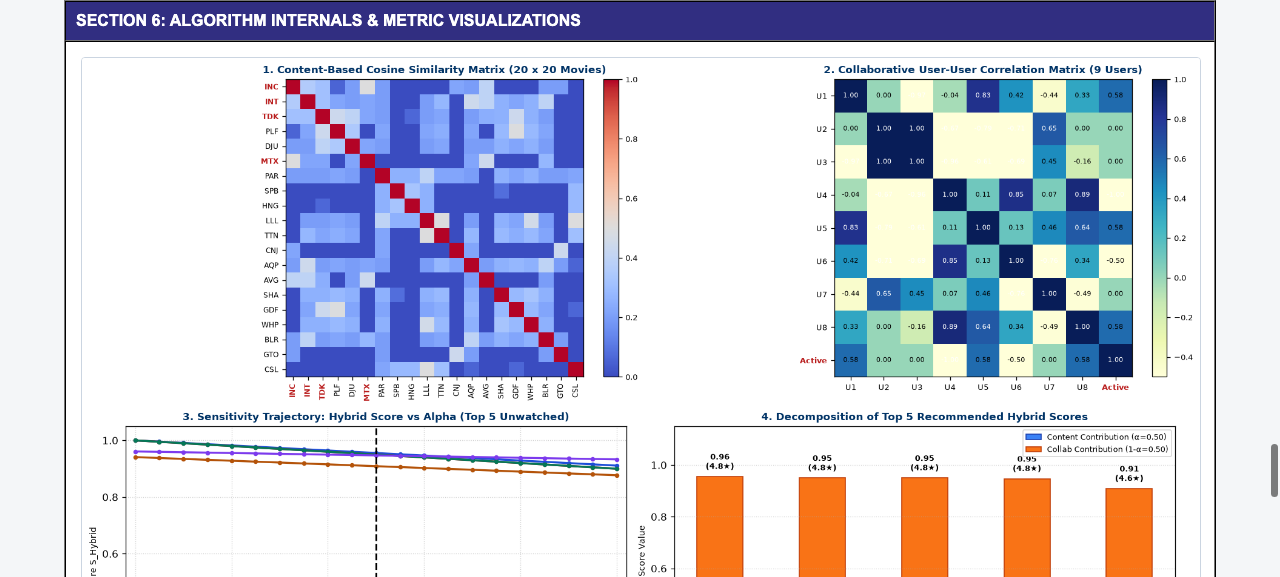 SECTION 6: ALGORITHM INTERNALS & METRIC VISUALIZATIONS
1. Content-Based Cosine Similarity Matrix (20 x 20 Movies)
INC
INT
TDK
PLF
DJU
MTX
PAR
SPB
HNG
LLL
TTN
CNJ
AQP
AVG
SHA
GDF
WHP
BLR
GTO
CSL
INC INT TDK PLF DJU MTX PAR SPB HNG LLL TTN CNJ AQP AVG SHA GDF WHP BLR GTO CSL
1.0
0.8
0.6
0.4
0.2
0.0
2. Collaborative User-User Correlation Matrix (9 Users)
U1 1.00 0.00 -0.04 0.83 0.42 -0.44 0.33 0.58
U2 0.00 1.00 1.00 0.65 0.00 0.00
U3 1.00 1.00 0.45 -0.16 0.00
U4 -0.04 1.00 0.11 0.85 0.07 0.89
U5 0.83 0.11 1.00 0.13 0.46 0.64 0.58
U6 0.42 0.85 0.13 1.00 0.34 -0.50
U7 -0.44 0.65 0.45 0.07 0.46 1.00 -0.49 0.00
U8 0.33 0.00 -0.16 0.89 0.64 0.34 -0.49 1.00 0.58
Active 0.58 0.00 0.00 0.58 -0.50 0.00 0.58 1.00
U1 U2 U3 U4 U5 U6 U7 U8 Active
1.0
0.8
0.6
0.4
0.2
0.0
−0.2
−0.4
3. Sensitivity Trajectory: Hybrid Score vs Alpha (Top 5 Unwatched)
1.0
0.8
0.6
S_Hybrid
4. Decomposition of Top 5 Recommended Hybrid Scores
Content Contribution (α=0.50)
Collab Contribution (1-α=0.50)
0.96
(4.8★)
0.95
(4.8★)
0.95
(4.8★)
0.95
(4.8★)
0.91
(4.6★)
1.0
0.8
0.6
Score Value